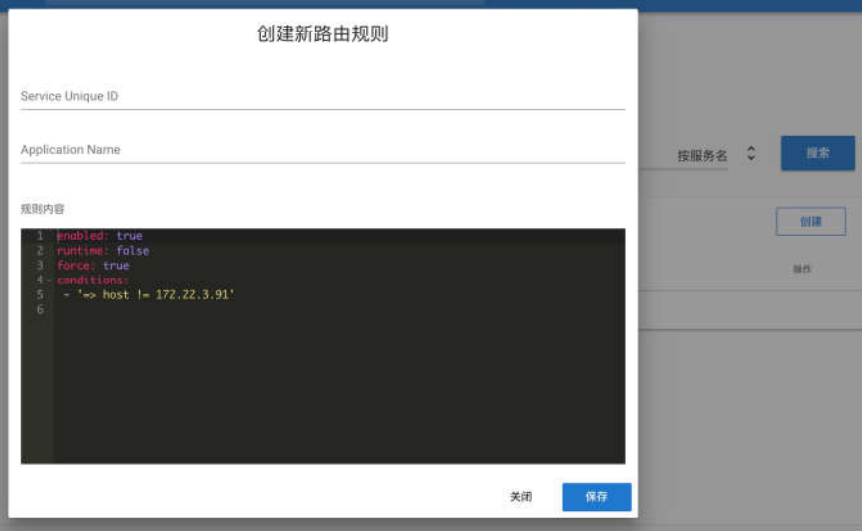 创建新路由规则
Service Unique ID
Application Name
按服务名
搜索
规则内容
创建
操作
1 enabled: true
2 runtime: false
3 force: true
4 - conditions:
5 - '=> host != 172.22.3.91'
6
关闭
保存